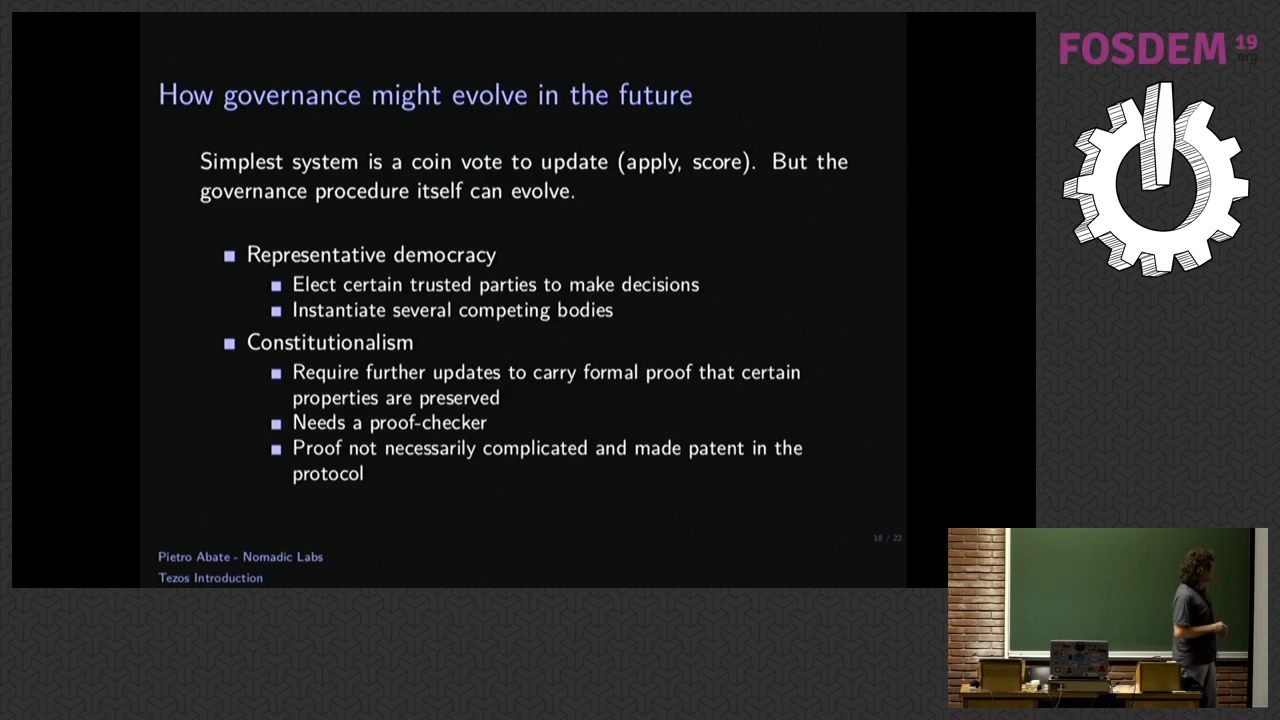 FOSDEM 19
.org
How governance might evolve in the future
Simplest system is a coin vote to update (apply, score). But the
governance procedure itself can evolve.
Representative democracy
Elect certain trusted parties to make decisions
Instantiate several competing bodies
Constitutionalism
Require further updates to carry formal proof that certain
properties are preserved
Needs a proof-checker
Proof not necessarily complicated and made patent in the
protocol
18 / 22
Pietro Abate - Nomadic Labs
Tezos Introduction